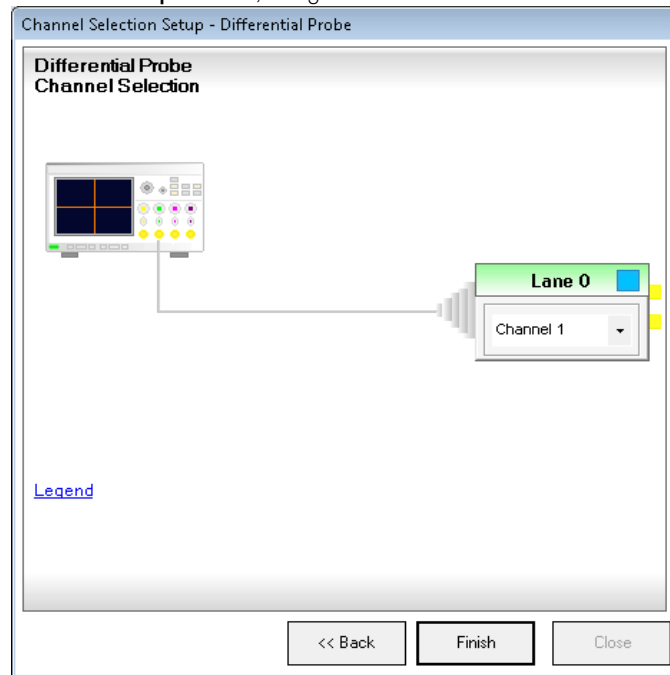 Channel Selection Setup - Differential Probe
Differential Probe
Channel Selection
Lane 0
Channel 1
Legend
<< Back
Finish
Close